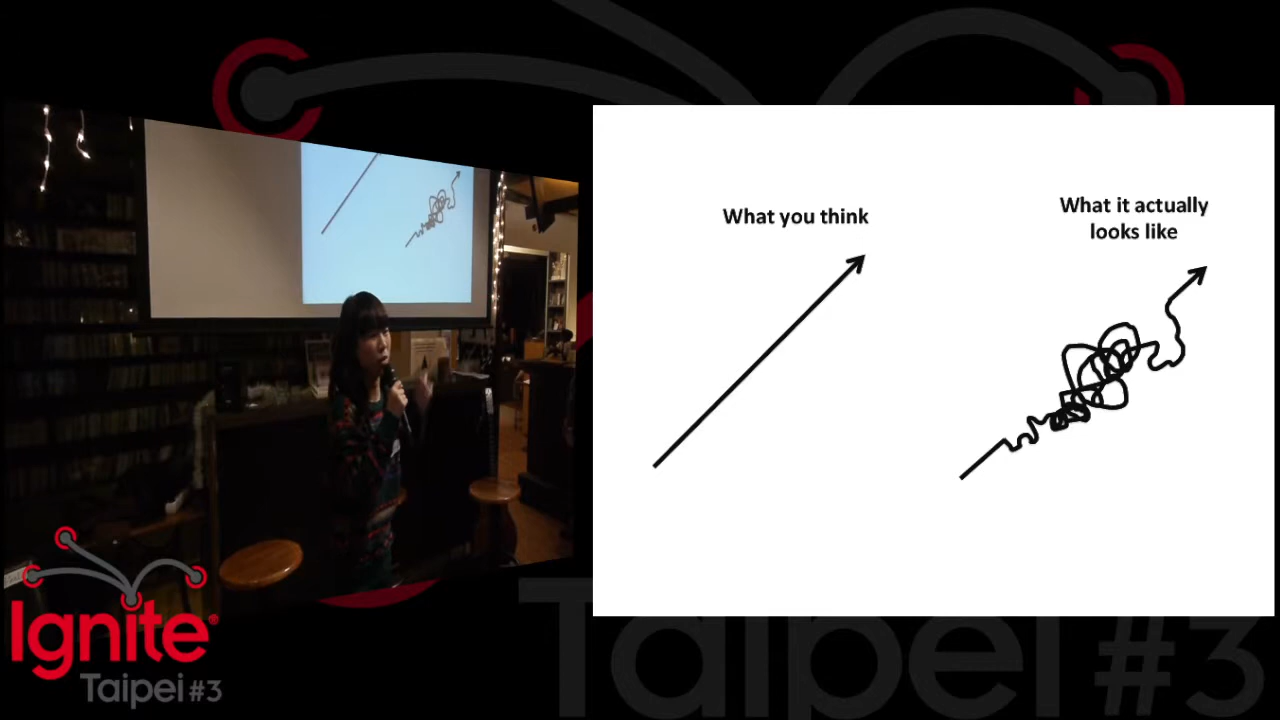 What you think
What it actually
looks like
Ignite®
Taipei #3
Taipei #3